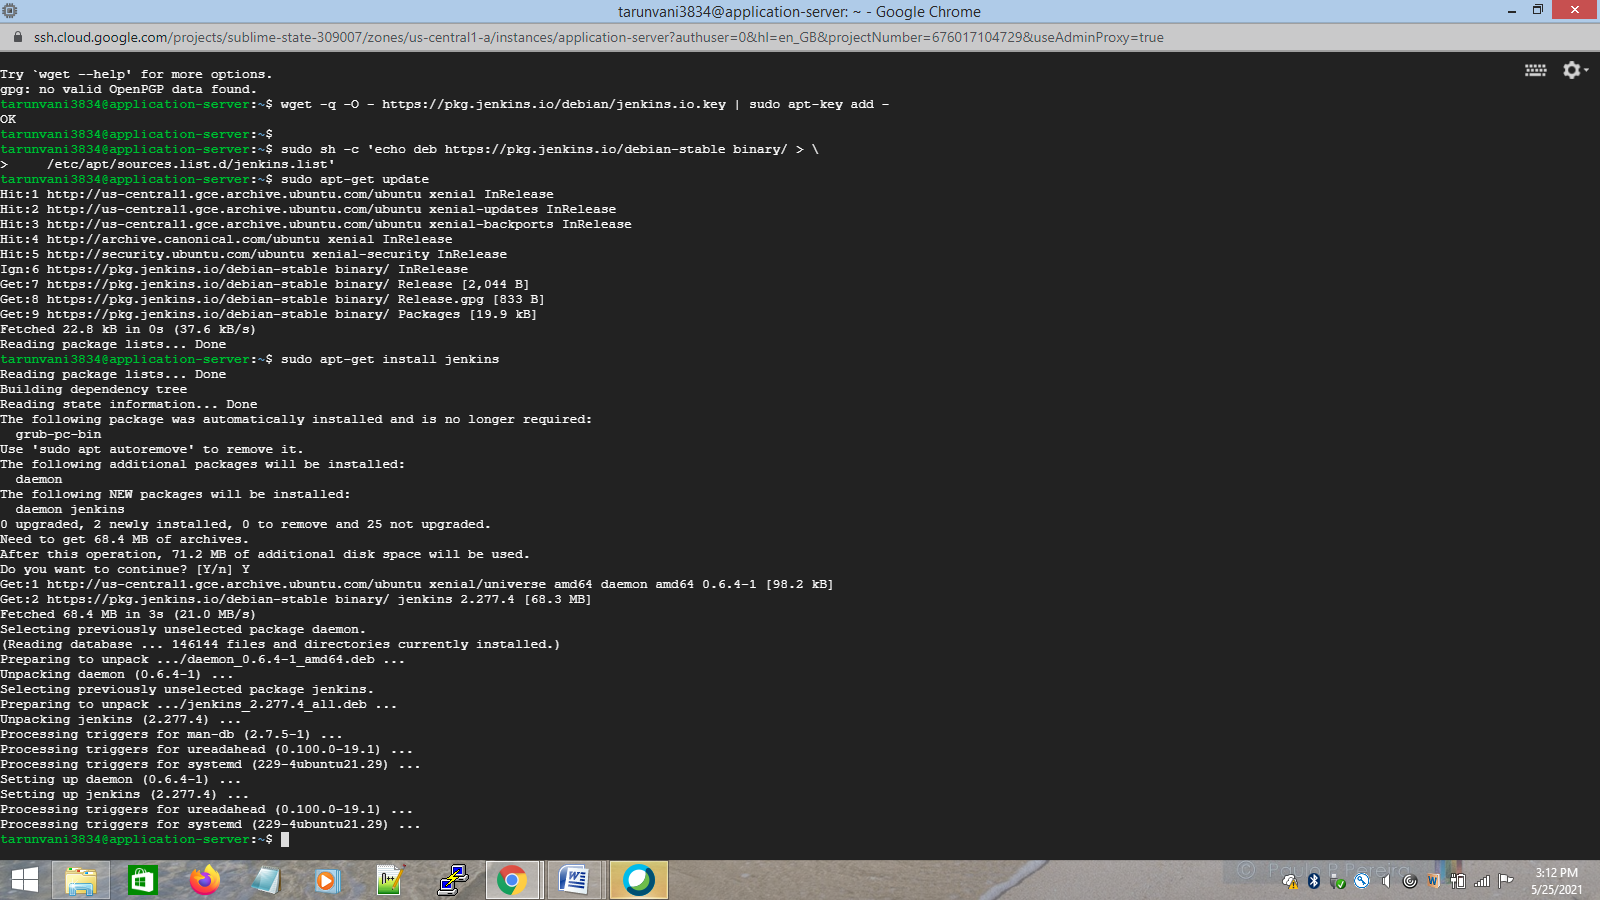 tarunvani3834@application-server: ~ - Google Chrome
ssh.cloud.google.com/projects/sublime-state-309007/zones/us-central1-a/instances/application-server?authuser=0&hl=en_GB&projectNumber=676017104729&useAdminProxy=true
Try `wget --help' for more options.
gpg: no valid OpenPGP data found.
tarunvani3834@application-server:~$ wget -q -O - https://pkg.jenkins.io/debian/jenkins.io.key | sudo apt-key add -
OK
tarunvani3834@application-server:~$
tarunvani3834@application-server:~$ sudo sh -c 'echo deb https://pkg.jenkins.io/debian-stable binary/ > \
>     /etc/apt/sources.list.d/jenkins.list'
tarunvani3834@application-server:~$ sudo apt-get update
Hit:1 http://us-central1.gce.archive.ubuntu.com/ubuntu xenial InRelease
Hit:2 http://us-central1.gce.archive.ubuntu.com/ubuntu xenial-updates InRelease
Hit:3 http://us-central1.gce.archive.ubuntu.com/ubuntu xenial-backports InRelease
Hit:4 http://archive.canonical.com/ubuntu xenial InRelease
Hit:5 http://security.ubuntu.com/ubuntu xenial-security InRelease
Ign:6 https://pkg.jenkins.io/debian-stable binary/ InRelease
Get:7 https://pkg.jenkins.io/debian-stable binary/ Release [2,044 B]
Get:8 https://pkg.jenkins.io/debian-stable binary/ Release.gpg [833 B]
Get:9 https://pkg.jenkins.io/debian-stable binary/ Packages [19.9 kB]
Fetched 22.8 kB in 0s (37.6 kB/s)
Reading package lists... Done
tarunvani3834@application-server:~$ sudo apt-get install jenkins
Reading package lists... Done
Building dependency tree
Reading state information... Done
The following package was automatically installed and is no longer required:
  grub-pc-bin
Use 'sudo apt autoremove' to remove it.
The following additional packages will be installed:
  daemon
The following NEW packages will be installed:
  daemon jenkins
0 upgraded, 2 newly installed, 0 to remove and 25 not upgraded.
Need to get 68.4 MB of archives.
After this operation, 71.2 MB of additional disk space will be used.
Do you want to continue? [Y/n] Y
Get:1 http://us-central1.gce.archive.ubuntu.com/ubuntu xenial/universe amd64 daemon amd64 0.6.4-1 [98.2 kB]
Get:2 https://pkg.jenkins.io/debian-stable binary/ jenkins 2.277.4 [68.3 MB]
Fetched 68.4 MB in 3s (21.0 MB/s)
Selecting previously unselected package daemon.
(Reading database ... 146144 files and directories currently installed.)
Preparing to unpack .../daemon_0.6.4-1_amd64.deb ...
Unpacking daemon (0.6.4-1) ...
Selecting previously unselected package jenkins.
Preparing to unpack .../jenkins_2.277.4_all.deb ...
Unpacking jenkins (2.277.4) ...
Processing triggers for man-db (2.7.5-1) ...
Processing triggers for ureadahead (0.100.0-19.1) ...
Processing triggers for systemd (229-4ubuntu21.29) ...
Setting up daemon (0.6.4-1) ...
Setting up jenkins (2.277.4) ...
Processing triggers for ureadahead (0.100.0-19.1) ...
Processing triggers for systemd (229-4ubuntu21.29) ...
tarunvani3834@application-server:~$
3:12 PM
5/25/2021